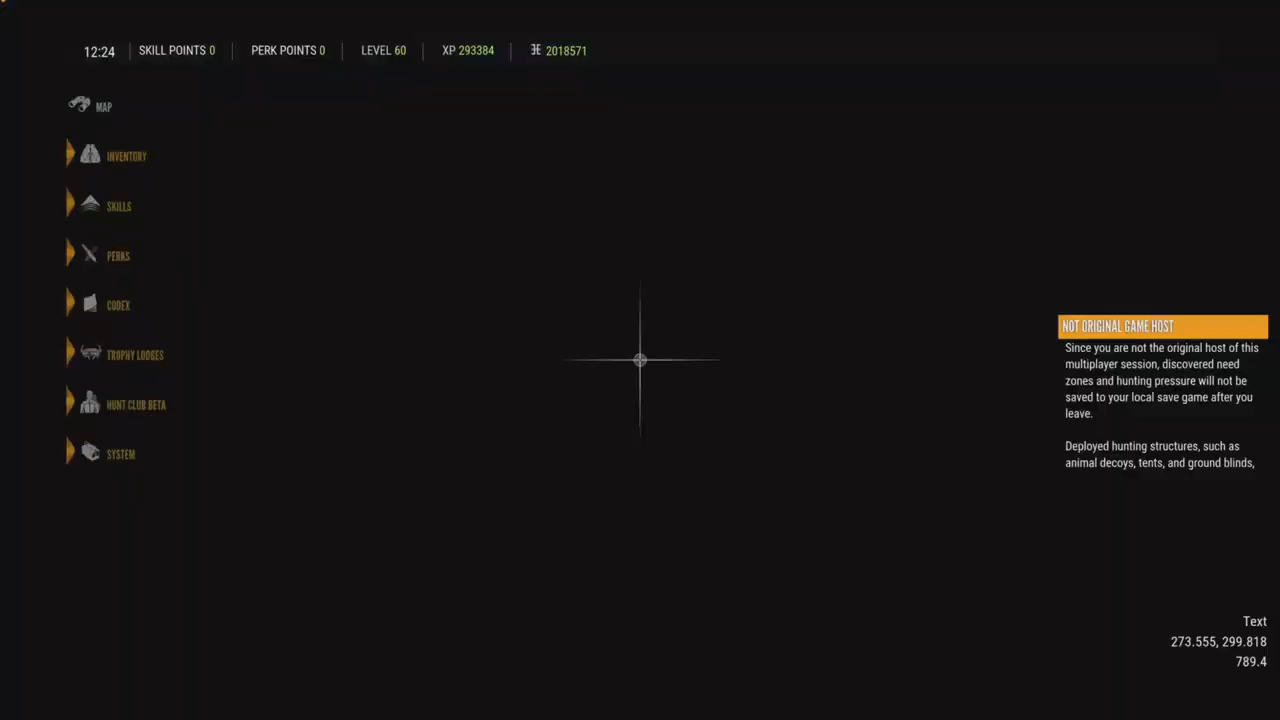 12:24 SKILL POINTS 0 PERK POINTS 0 LEVEL 60 XP 293384 2018571
MAP
INVENTORY
SKILLS
PERKS
CODEX
TROPHY LODGES
HUNT CLUB BETA
SYSTEM
NOT ORIGINAL GAME HOST
Since you are not the original host of this
multiplayer session, discovered need
zones and hunting pressure will not be
saved to your local save game after you
leave.
Deployed hunting structures, such as
animal decoys, tents, and ground blinds,
Text
273.555, 299.818
789.4